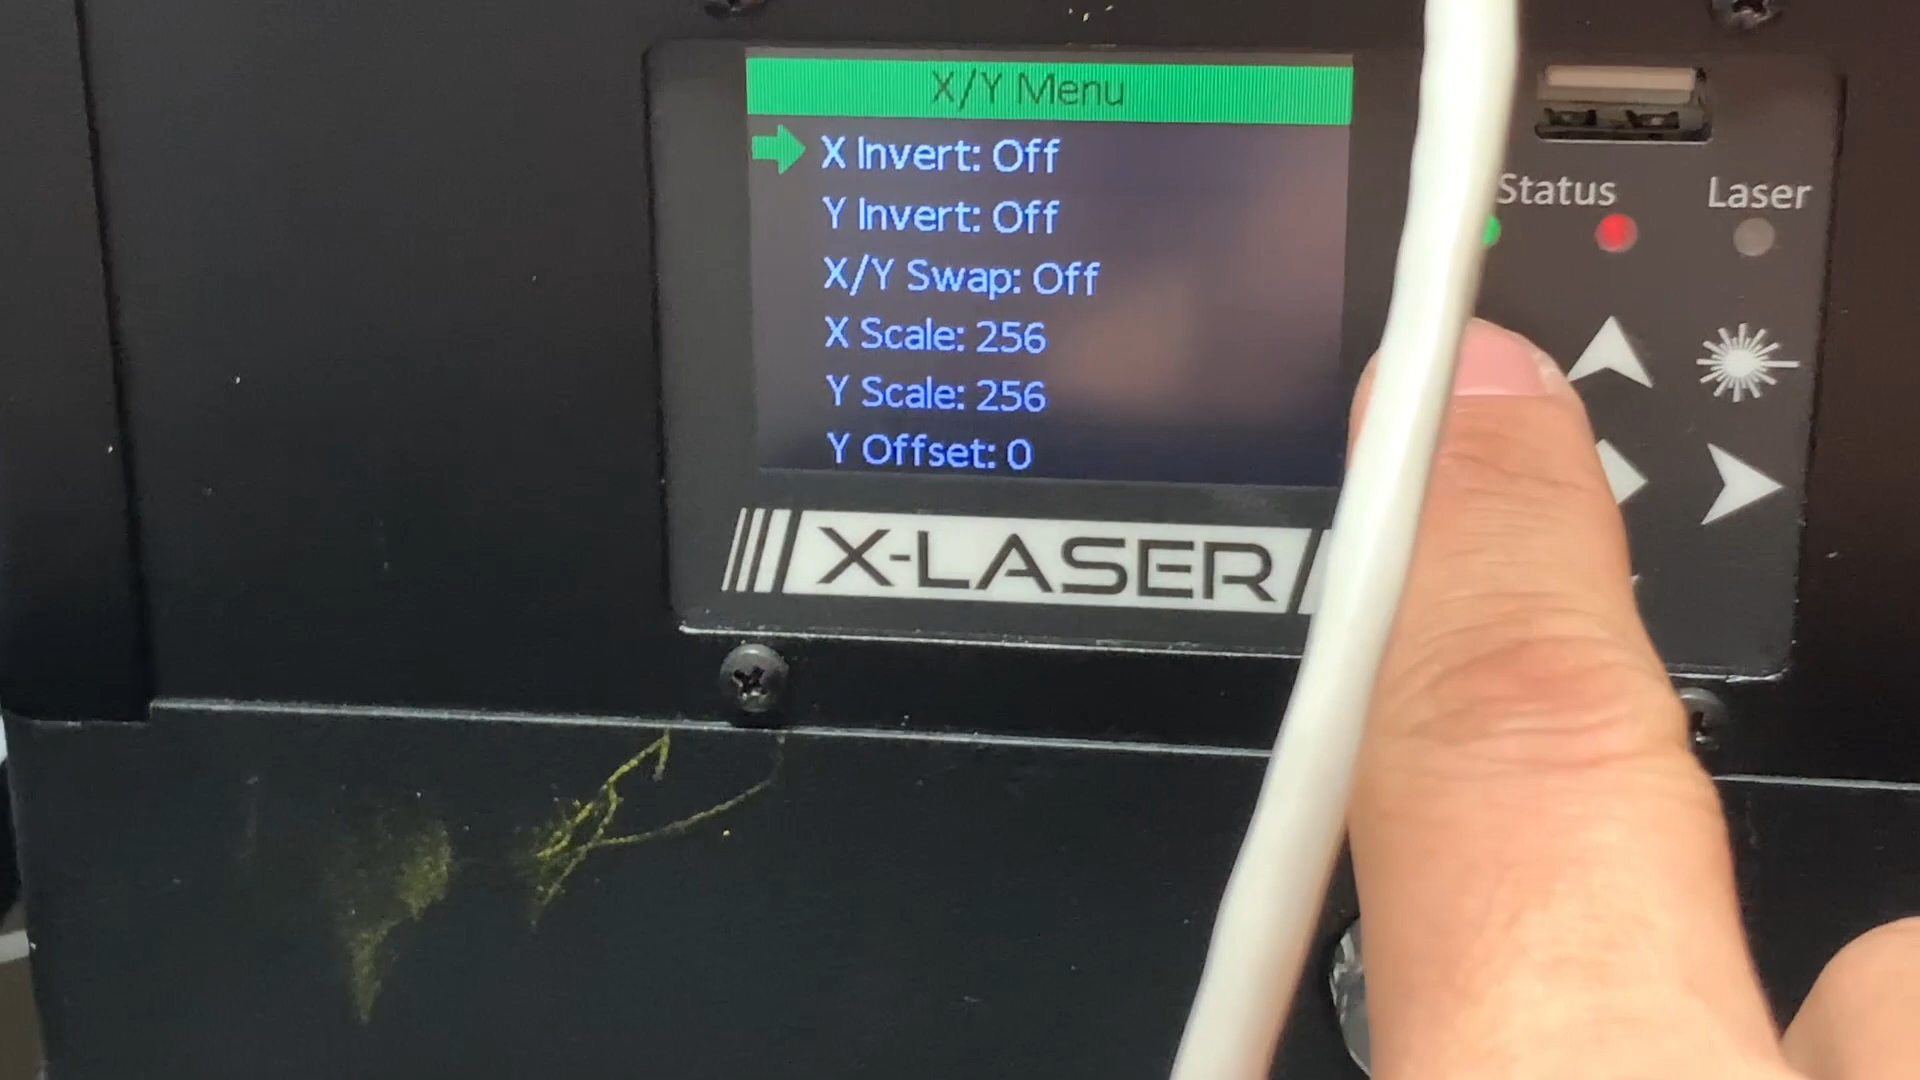 X/Y Menu
X Invert: Off
Y Invert: Off
X/Y Swap: Off
X Scale: 256
Y Scale: 256
Y Offset: 0
X-LASER
Status
Laser